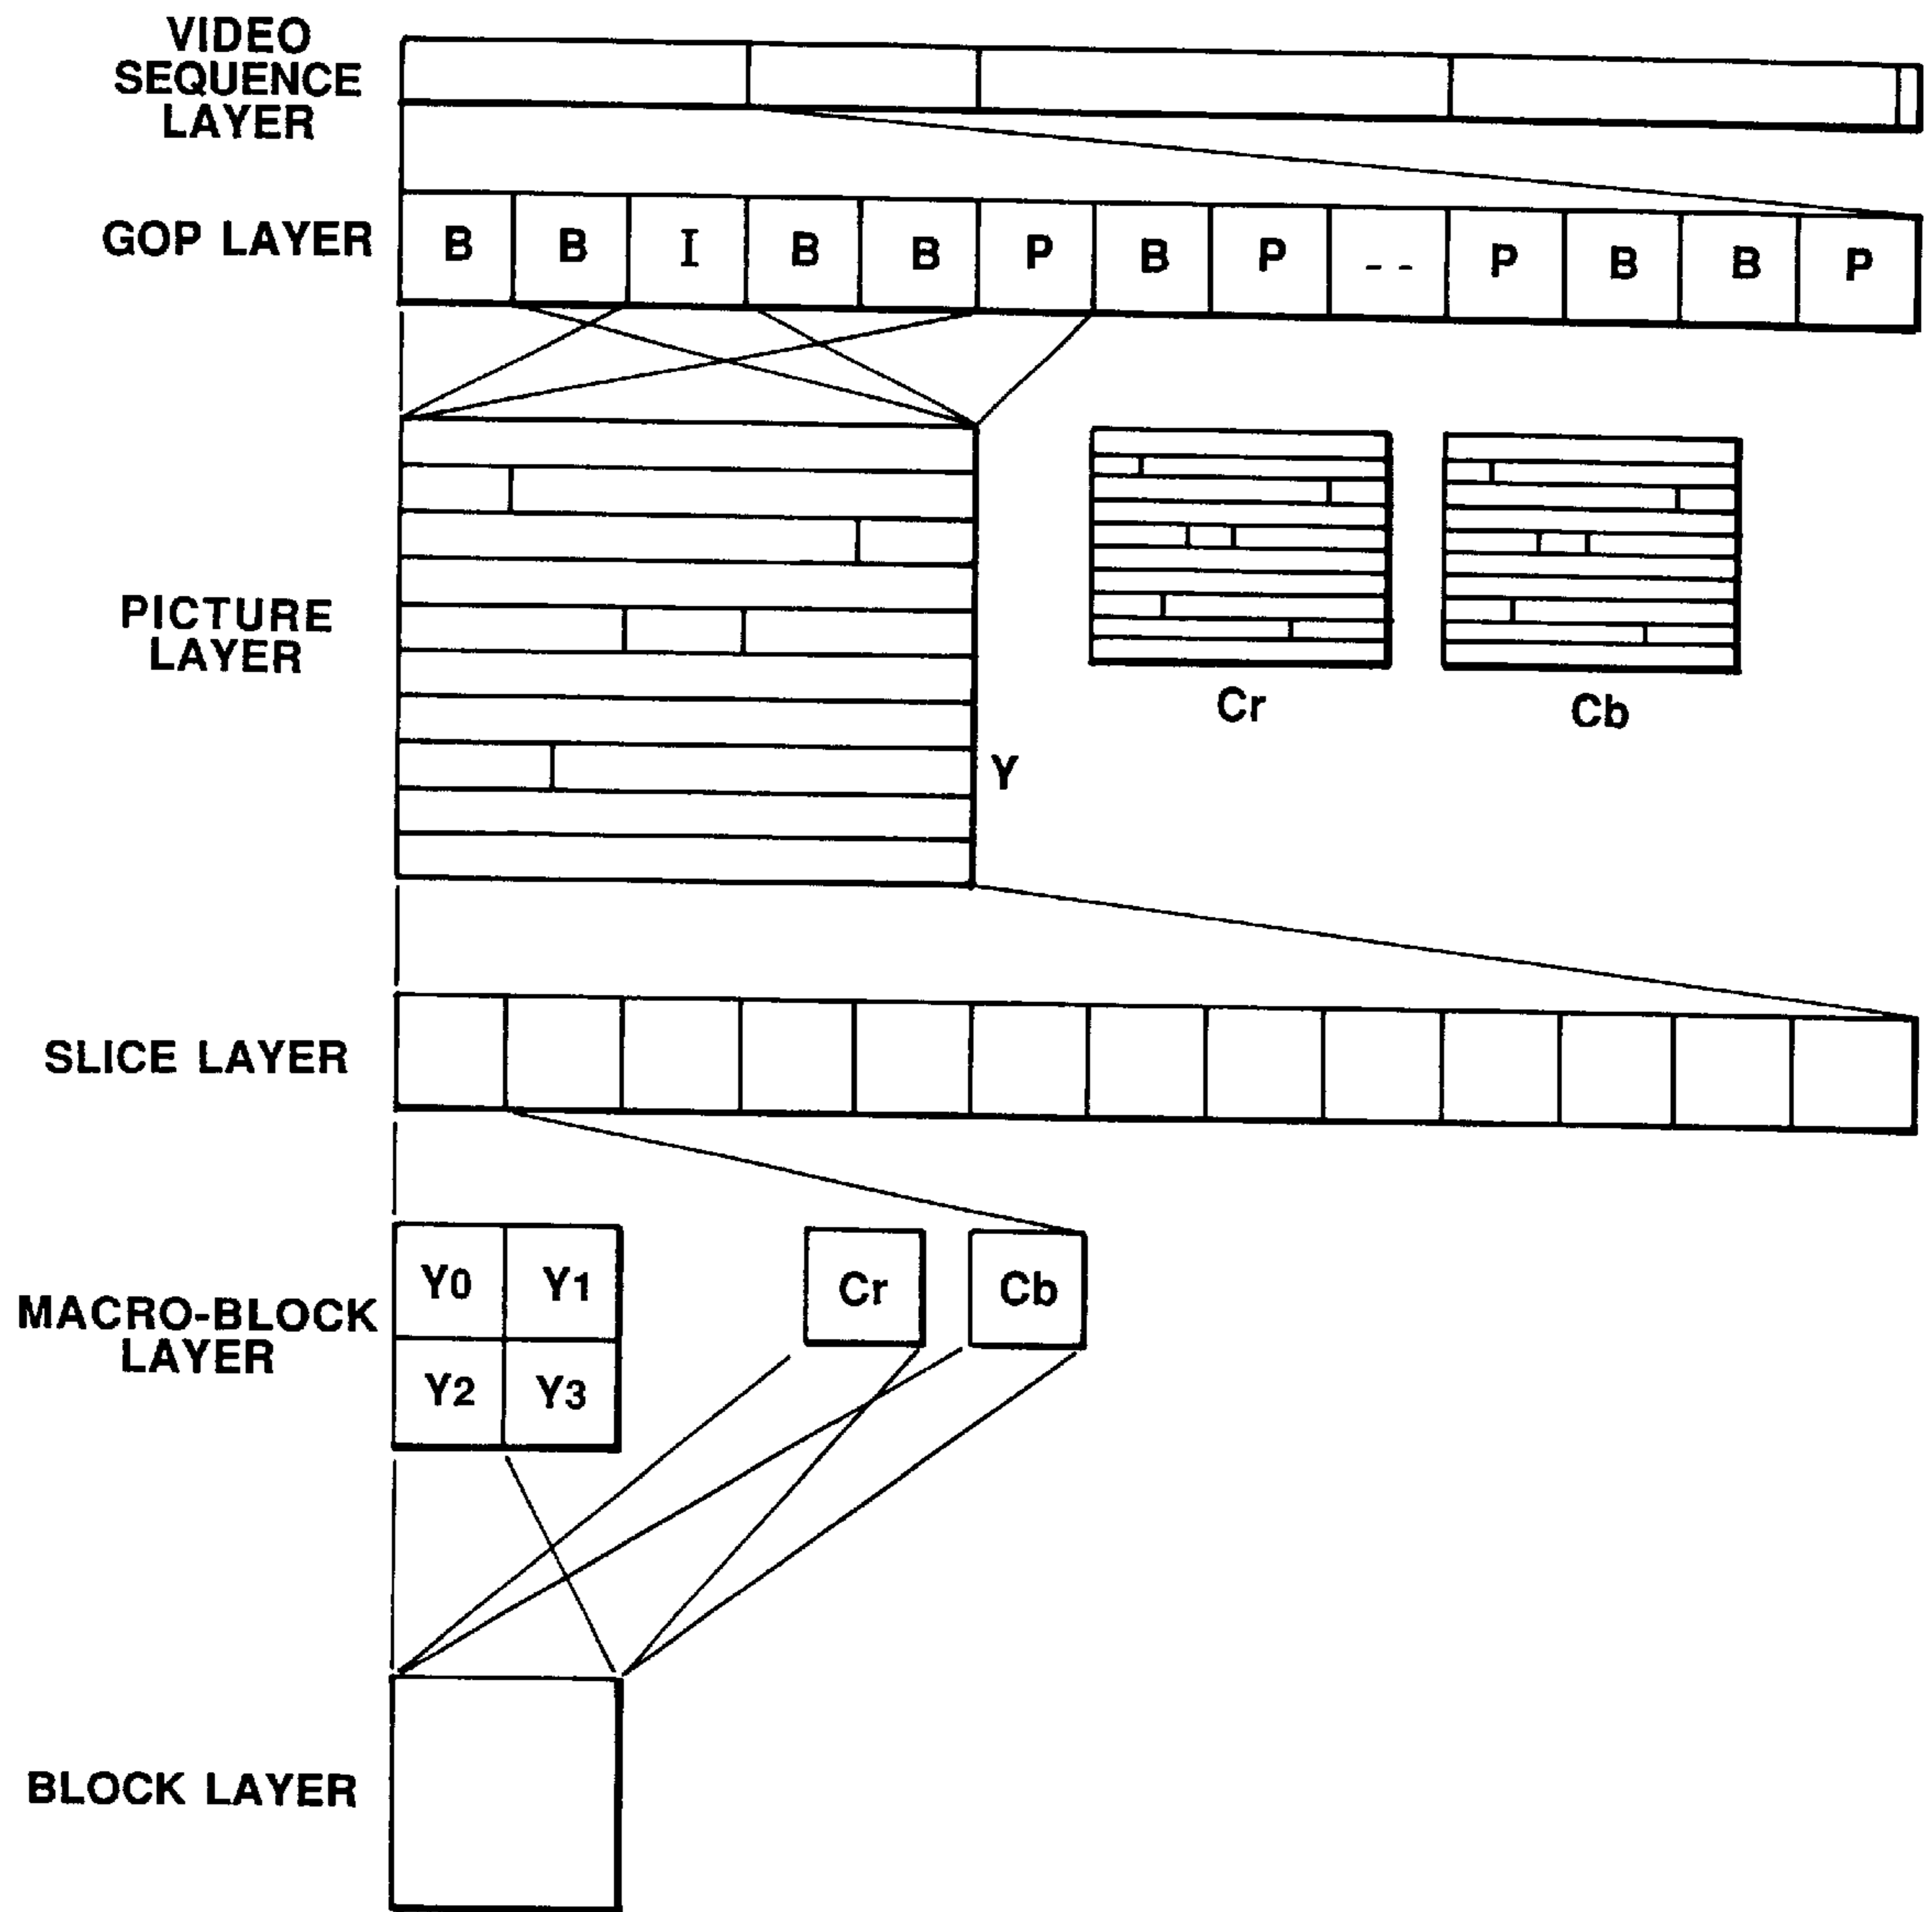 VIDEO
SEQUENCE
LAYER
GOP LAYER
B B I B B P B P -- P B B P
PICTURE
LAYER
Y
Cr
Cb
SLICE LAYER
MACRO-BLOCK
LAYER
Y0 Y1
Y2 Y3
Cr
Cb
BLOCK LAYER